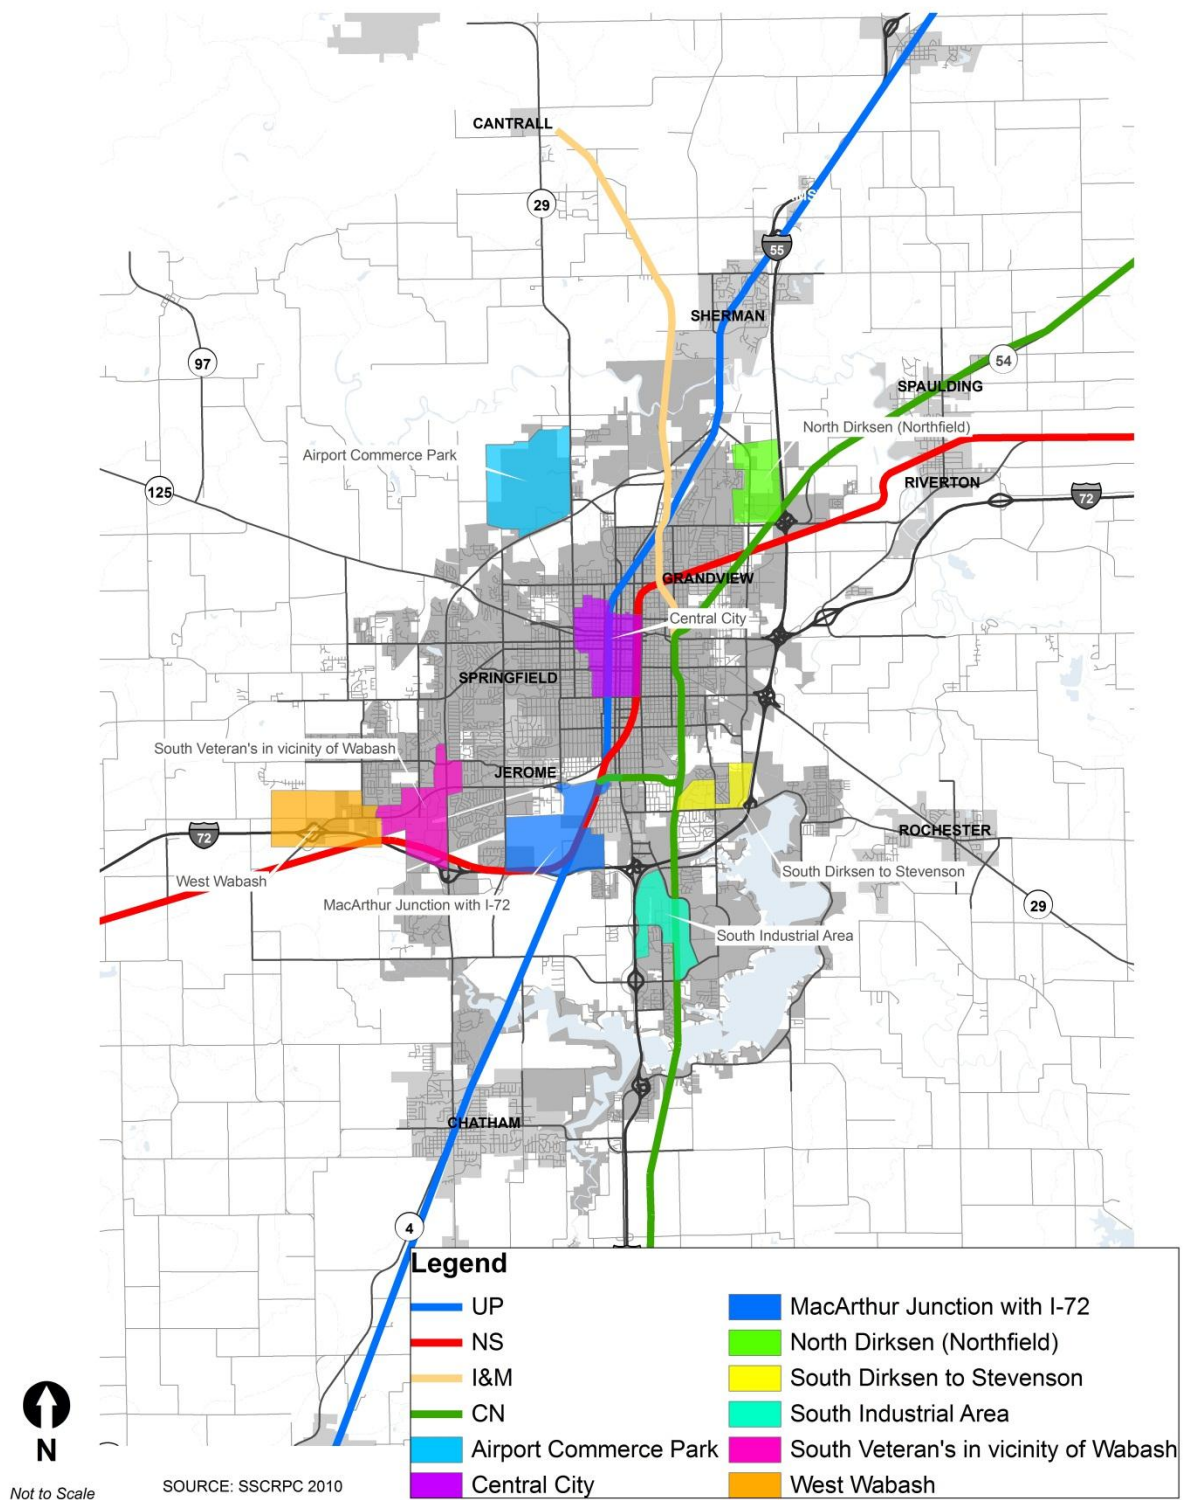 CANTRALL
29
MS
55
SHERMAN
97
54
SPAULDING
North Dirksen (Northfield)
Airport Commerce Park
125
RIVERTON
72
GRANDVIEW
Central City
SPRINGFIELD
South Veteran's in vicinity of Wabash
JEROME
72
ROCHESTER
West Wabash
South Dirksen to Stevenson
MacArthur Junction with I-72
29
South Industrial Area
CHATHAM
4
Legend
UP
NS
I&M
CN
Airport Commerce Park
Central City
MacArthur Junction with I-72
North Dirksen (Northfield)
South Dirksen to Stevenson
South Industrial Area
South Veteran's in vicinity of Wabash
West Wabash
N
Not to Scale
SOURCE: SSCRPC 2010